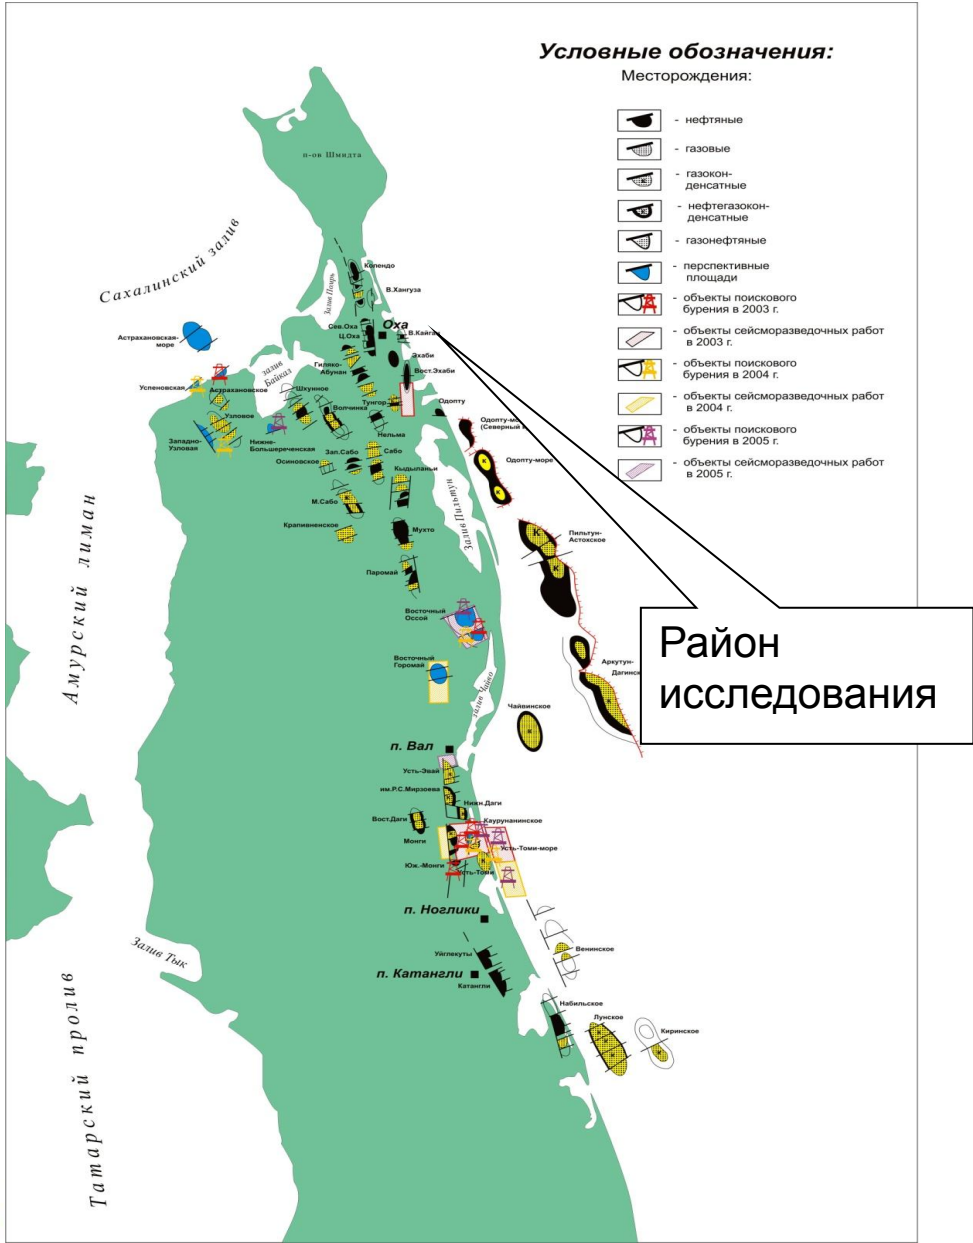 Условные обозначения:
Месторождения:
- нефтяные
- газовые
- газокон-
денсатные
- нефтегазокон-
денсатные
- газонефтяные
- перспективные
площади
- объекты поискового
бурения в 2003 г.
- объекты сейсморазведочных работ
в 2003 г.
- объекты поискового
бурения в 2004 г.
- объекты сейсморазведочных работ
в 2004 г.
- объекты поискового
бурения в 2005 г.
- объекты сейсморазведочных работ
в 2005 г.
п-ов Шмидта
Сахалинский залив
Колендо
Залив Помрь
В.Хангуза
Сев.Оха
Оха
Ц.Оха
В.Кайган
Астрахановская-
море
Эхаби
залив
Байкал
Гиляко-
Абунан
Вост.Эхаби
Успеновская
Астрахановское
Шхунное
Волчинка
Тунгор
Одопту
Узловое
Одопту-мо
(Северный
Западно-
Узловая
Нижне-
Большереченская
Нельма
Зап.Сабо
Сабо
Осиновское
Кыдыланьи
Одопту-море
К
К
М.Сабо
Залив Пильтун
Крапивненское
Мухто
Пильтун-
Астохское
К
К
Паромай
Амурский лиман
Восточный
Оссой
Район
исследования
Восточный
Горомай
Аркутун-
Дагинск
залив Чайво
Чайвинское
п. Вал
Усть-Эвай
им.Р.С.Мирзоева
Нижн.Даги
Вост.Даги
Каурунанинское
Монги
Усть-Томи-море
Юж.-Монги
Усть-Томи
п. Ноглики
Залив Тык
Уйглекуты
Венинское
п. Катангли
Катангли
Набильское
Лунское
Киринское
Татарский пролив